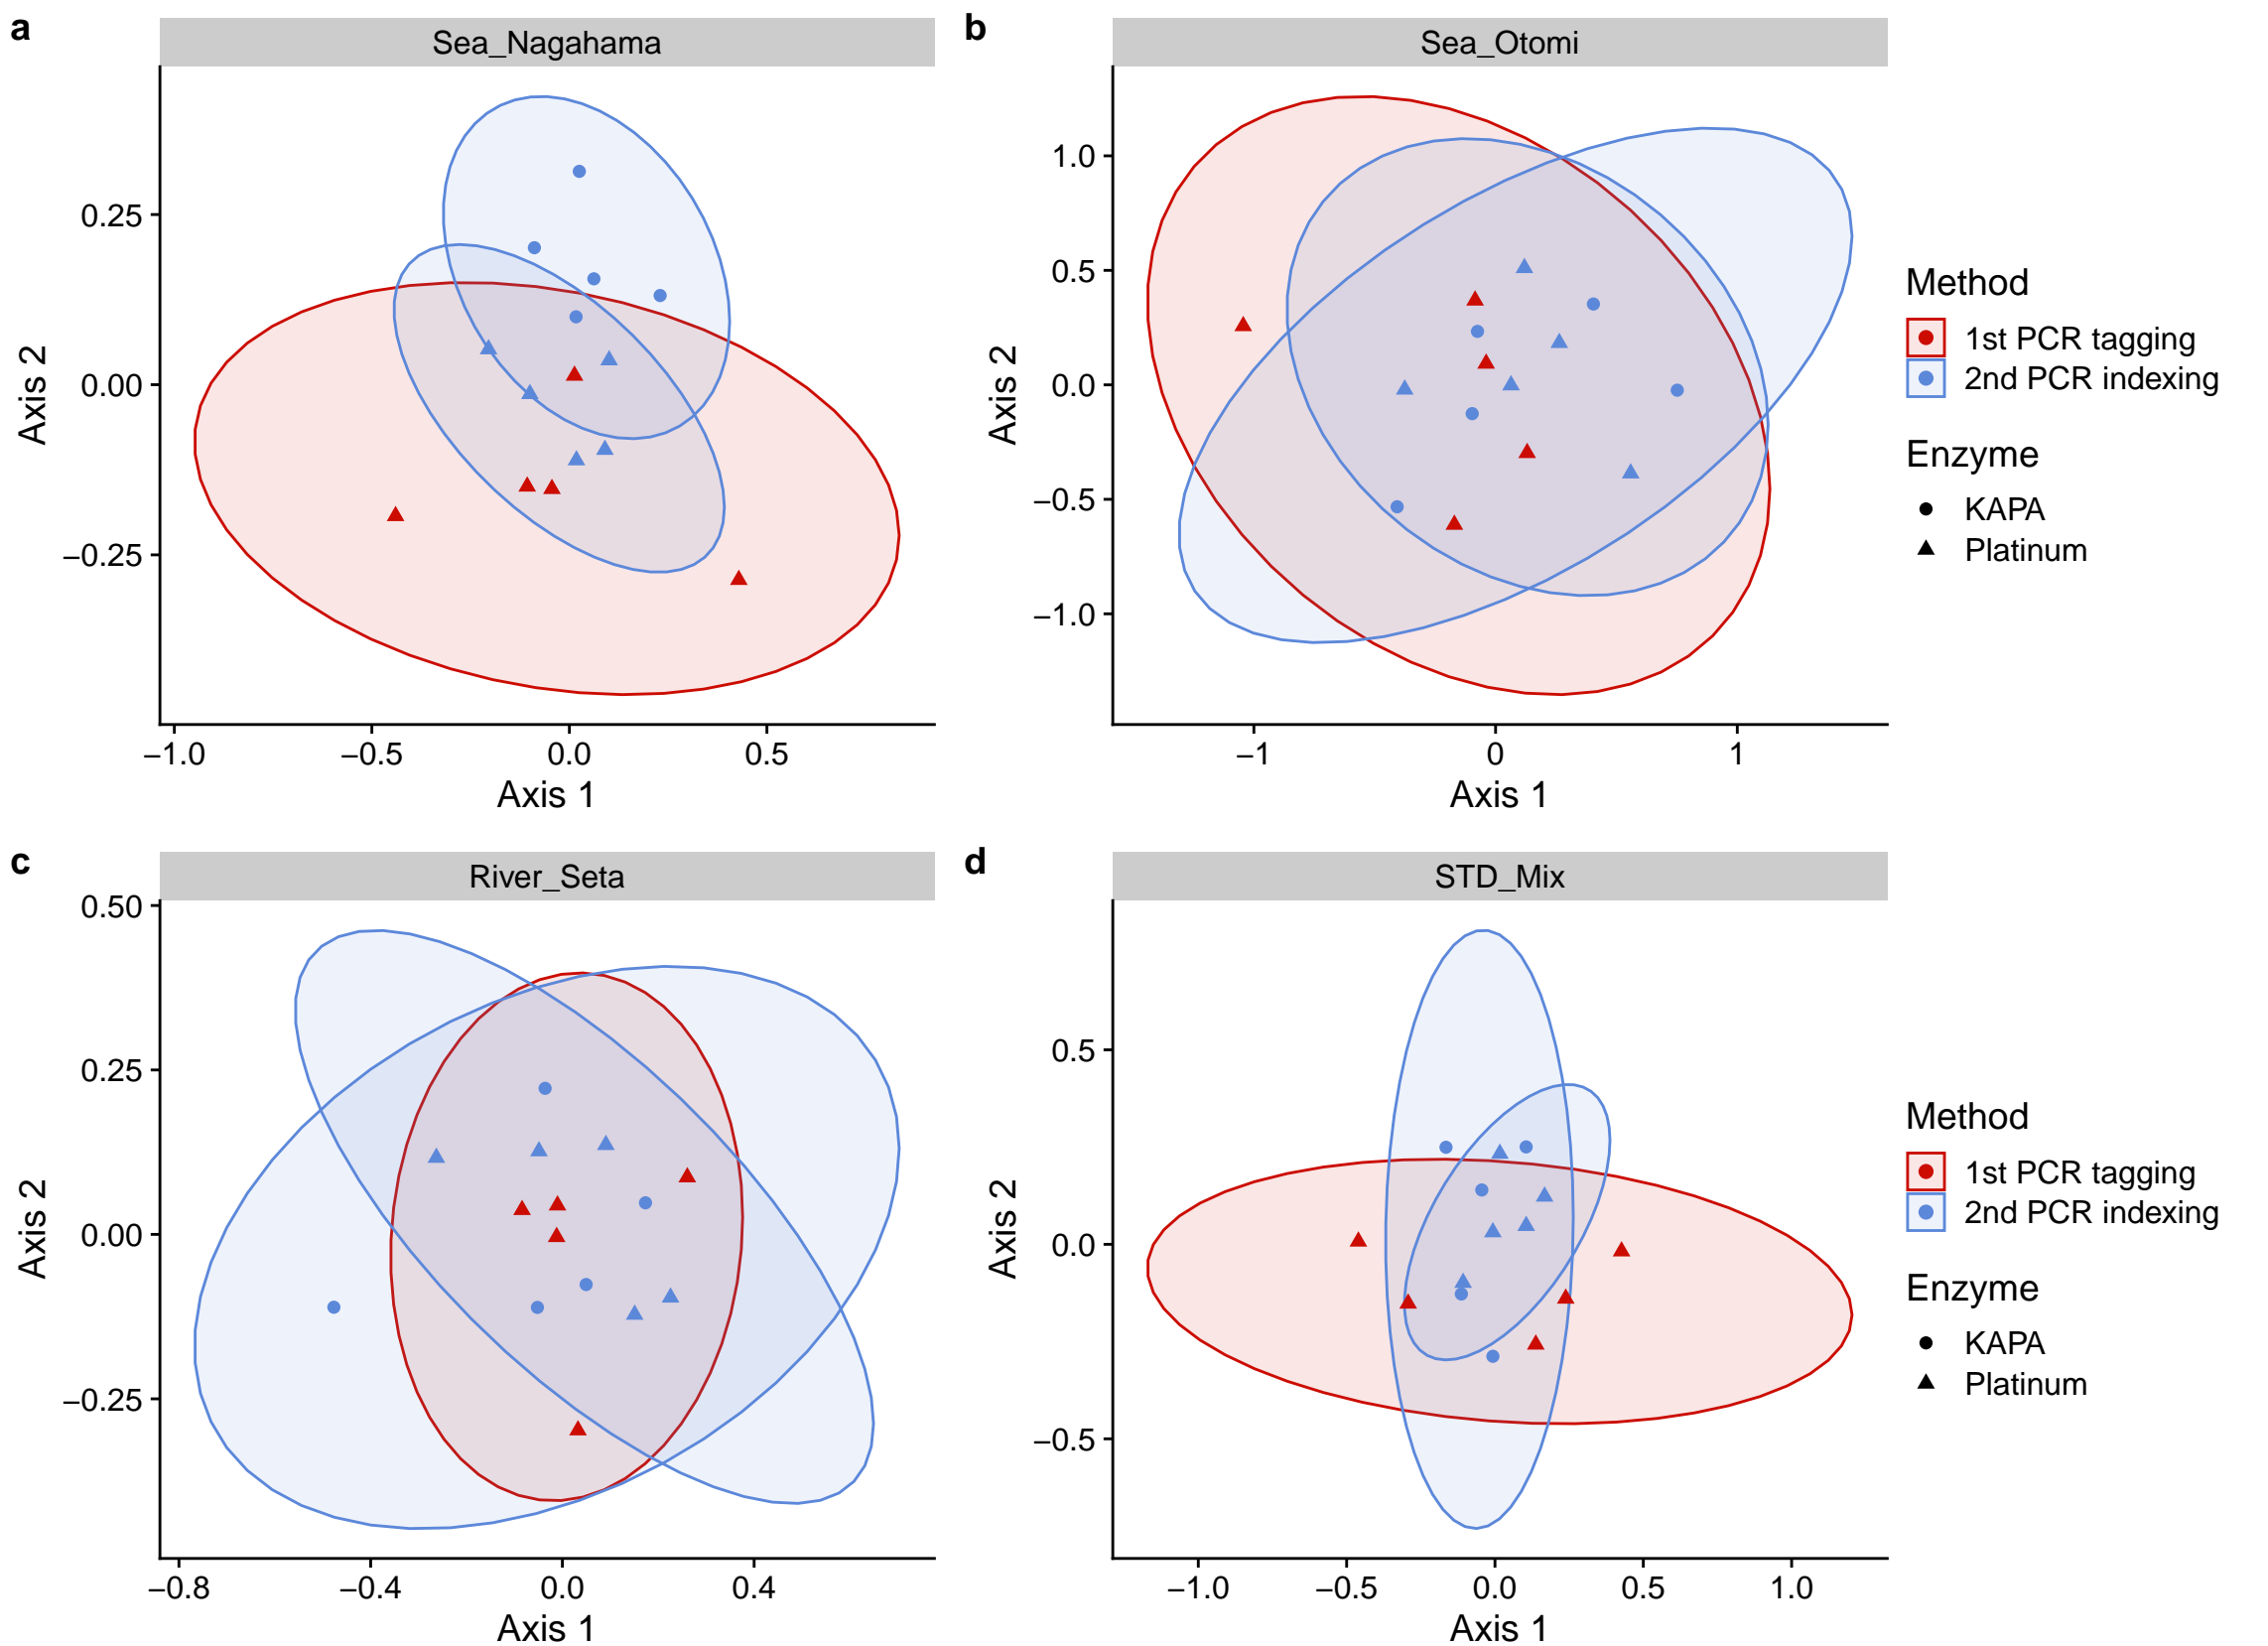 a
Sea_Nagahama
Axis 2
0.25
0.00
−0.25
−1.0
−0.5
0.0
0.5
Axis 1
b
Sea_Otomi
Axis 2
1.0
0.5
0.0
−0.5
−1.0
−1
0
1
Axis 1
Method
1st PCR tagging
2nd PCR indexing
Enzyme
KAPA
Platinum
c
River_Seta
Axis 2
0.50
0.25
0.00
−0.25
−0.8
−0.4
0.0
0.4
Axis 1
d
STD_Mix
Axis 2
0.5
0.0
−0.5
−1.0
−0.5
0.0
0.5
1.0
Axis 1
Method
1st PCR tagging
2nd PCR indexing
Enzyme
KAPA
Platinum